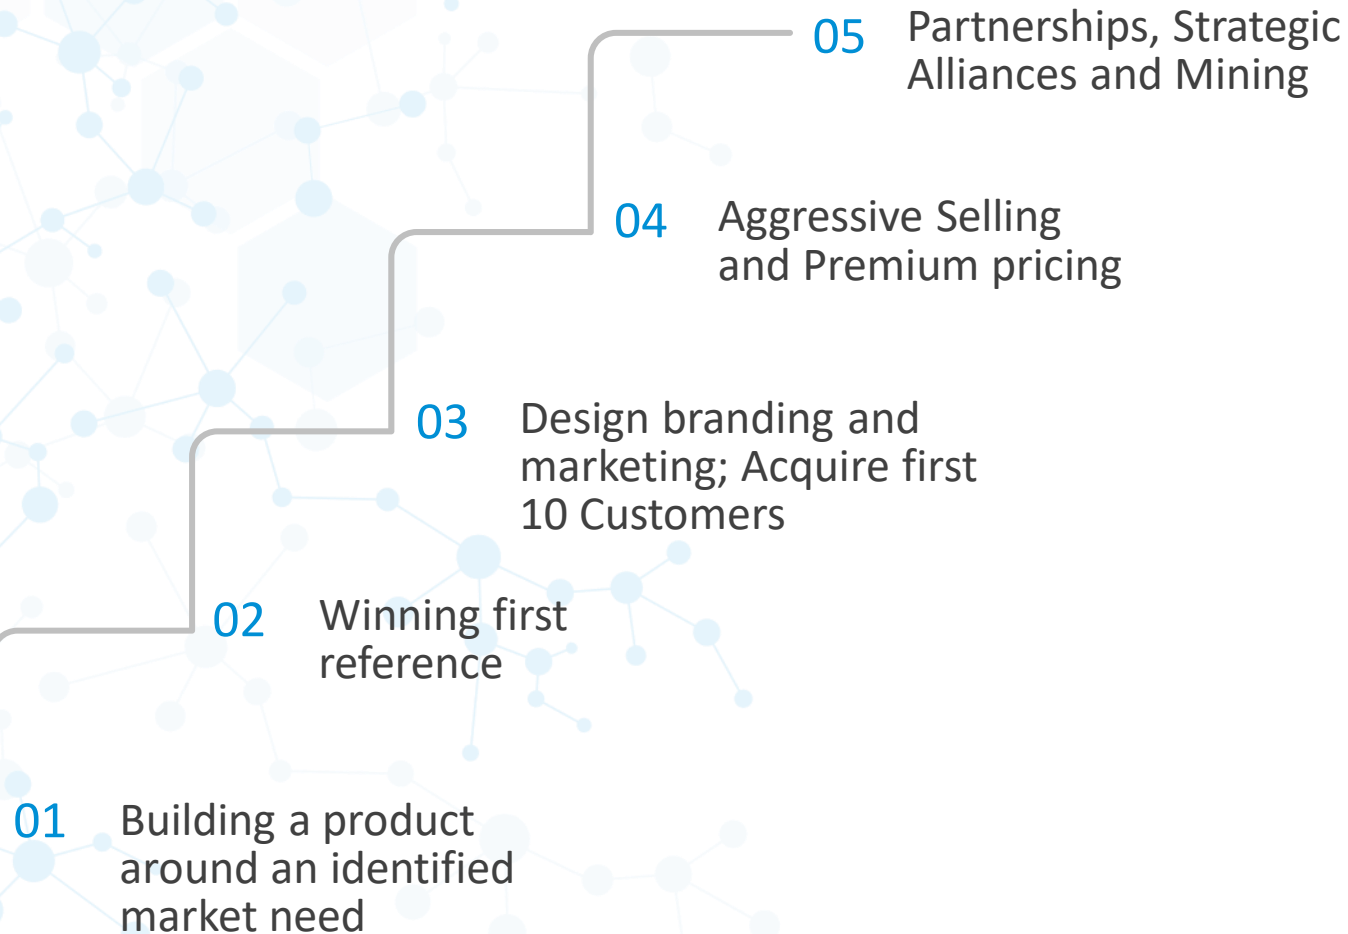 05 Partnerships, Strategic
Alliances and Mining
04 Aggressive Selling
and Premium pricing
03 Design branding and
marketing; Acquire first
10 Customers
02 Winning first
reference
01 Building a product
around an identified
market need